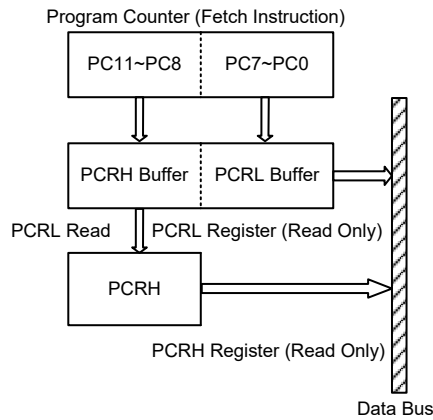 Program Counter (Fetch Instruction)
PC11~PC8
PC7~PC0
PCRH Buffer
PCRL Buffer
PCRL Read
PCRL Register (Read Only)
PCRH
PCRH Register (Read Only)
Data Bus